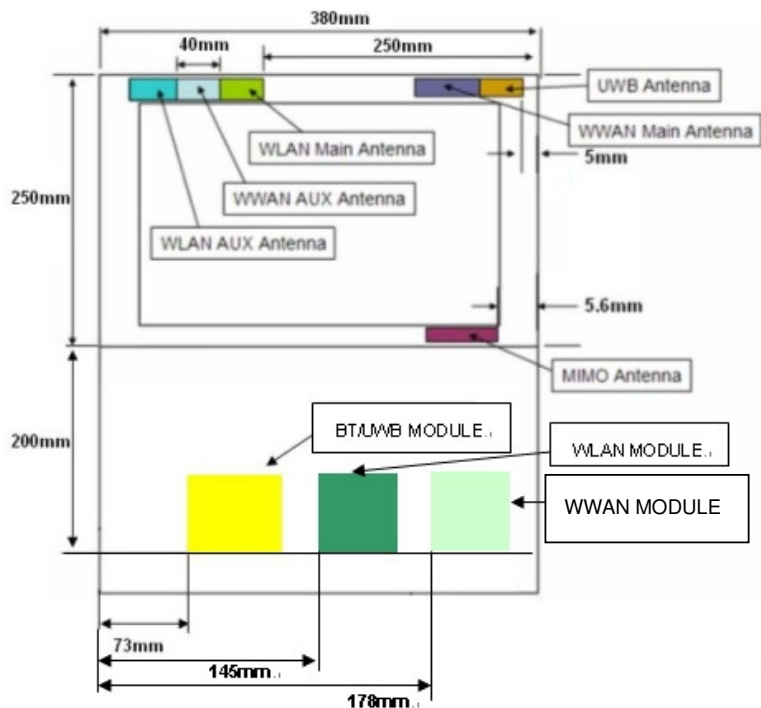 380mm
40mm
250mm
UWB Antenna
WWAN Main Antenna
WLAN Main Antenna
5mm
250mm
WWAN AUX Antenna
WLAN AUX Antenna
5.6mm
MIMO Antenna
200mm
BT/UWB MODULE
WLAN MODULE
WWAN MODULE
73mm
145mm
178mm